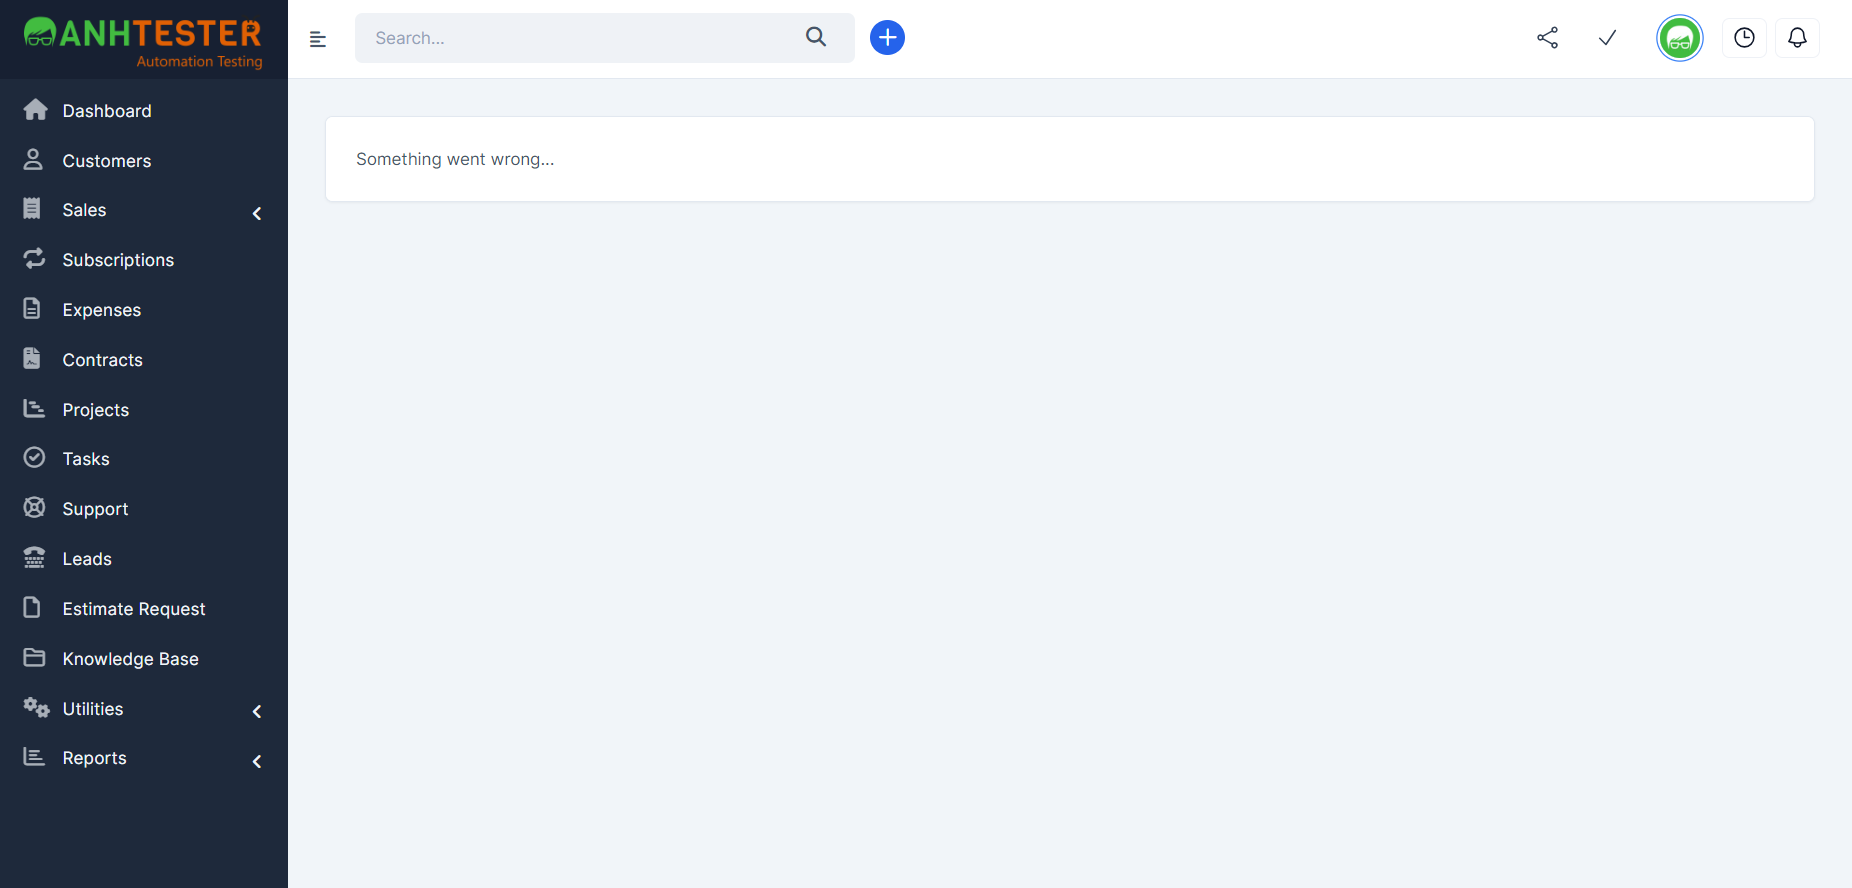 ANHTESTER
Automation Testing
Search...
Dashboard
Customers
Sales
Subscriptions
Expenses
Contracts
Projects
Tasks
Support
Leads
Estimate Request
Knowledge Base
Utilities
Reports
Something went wrong...